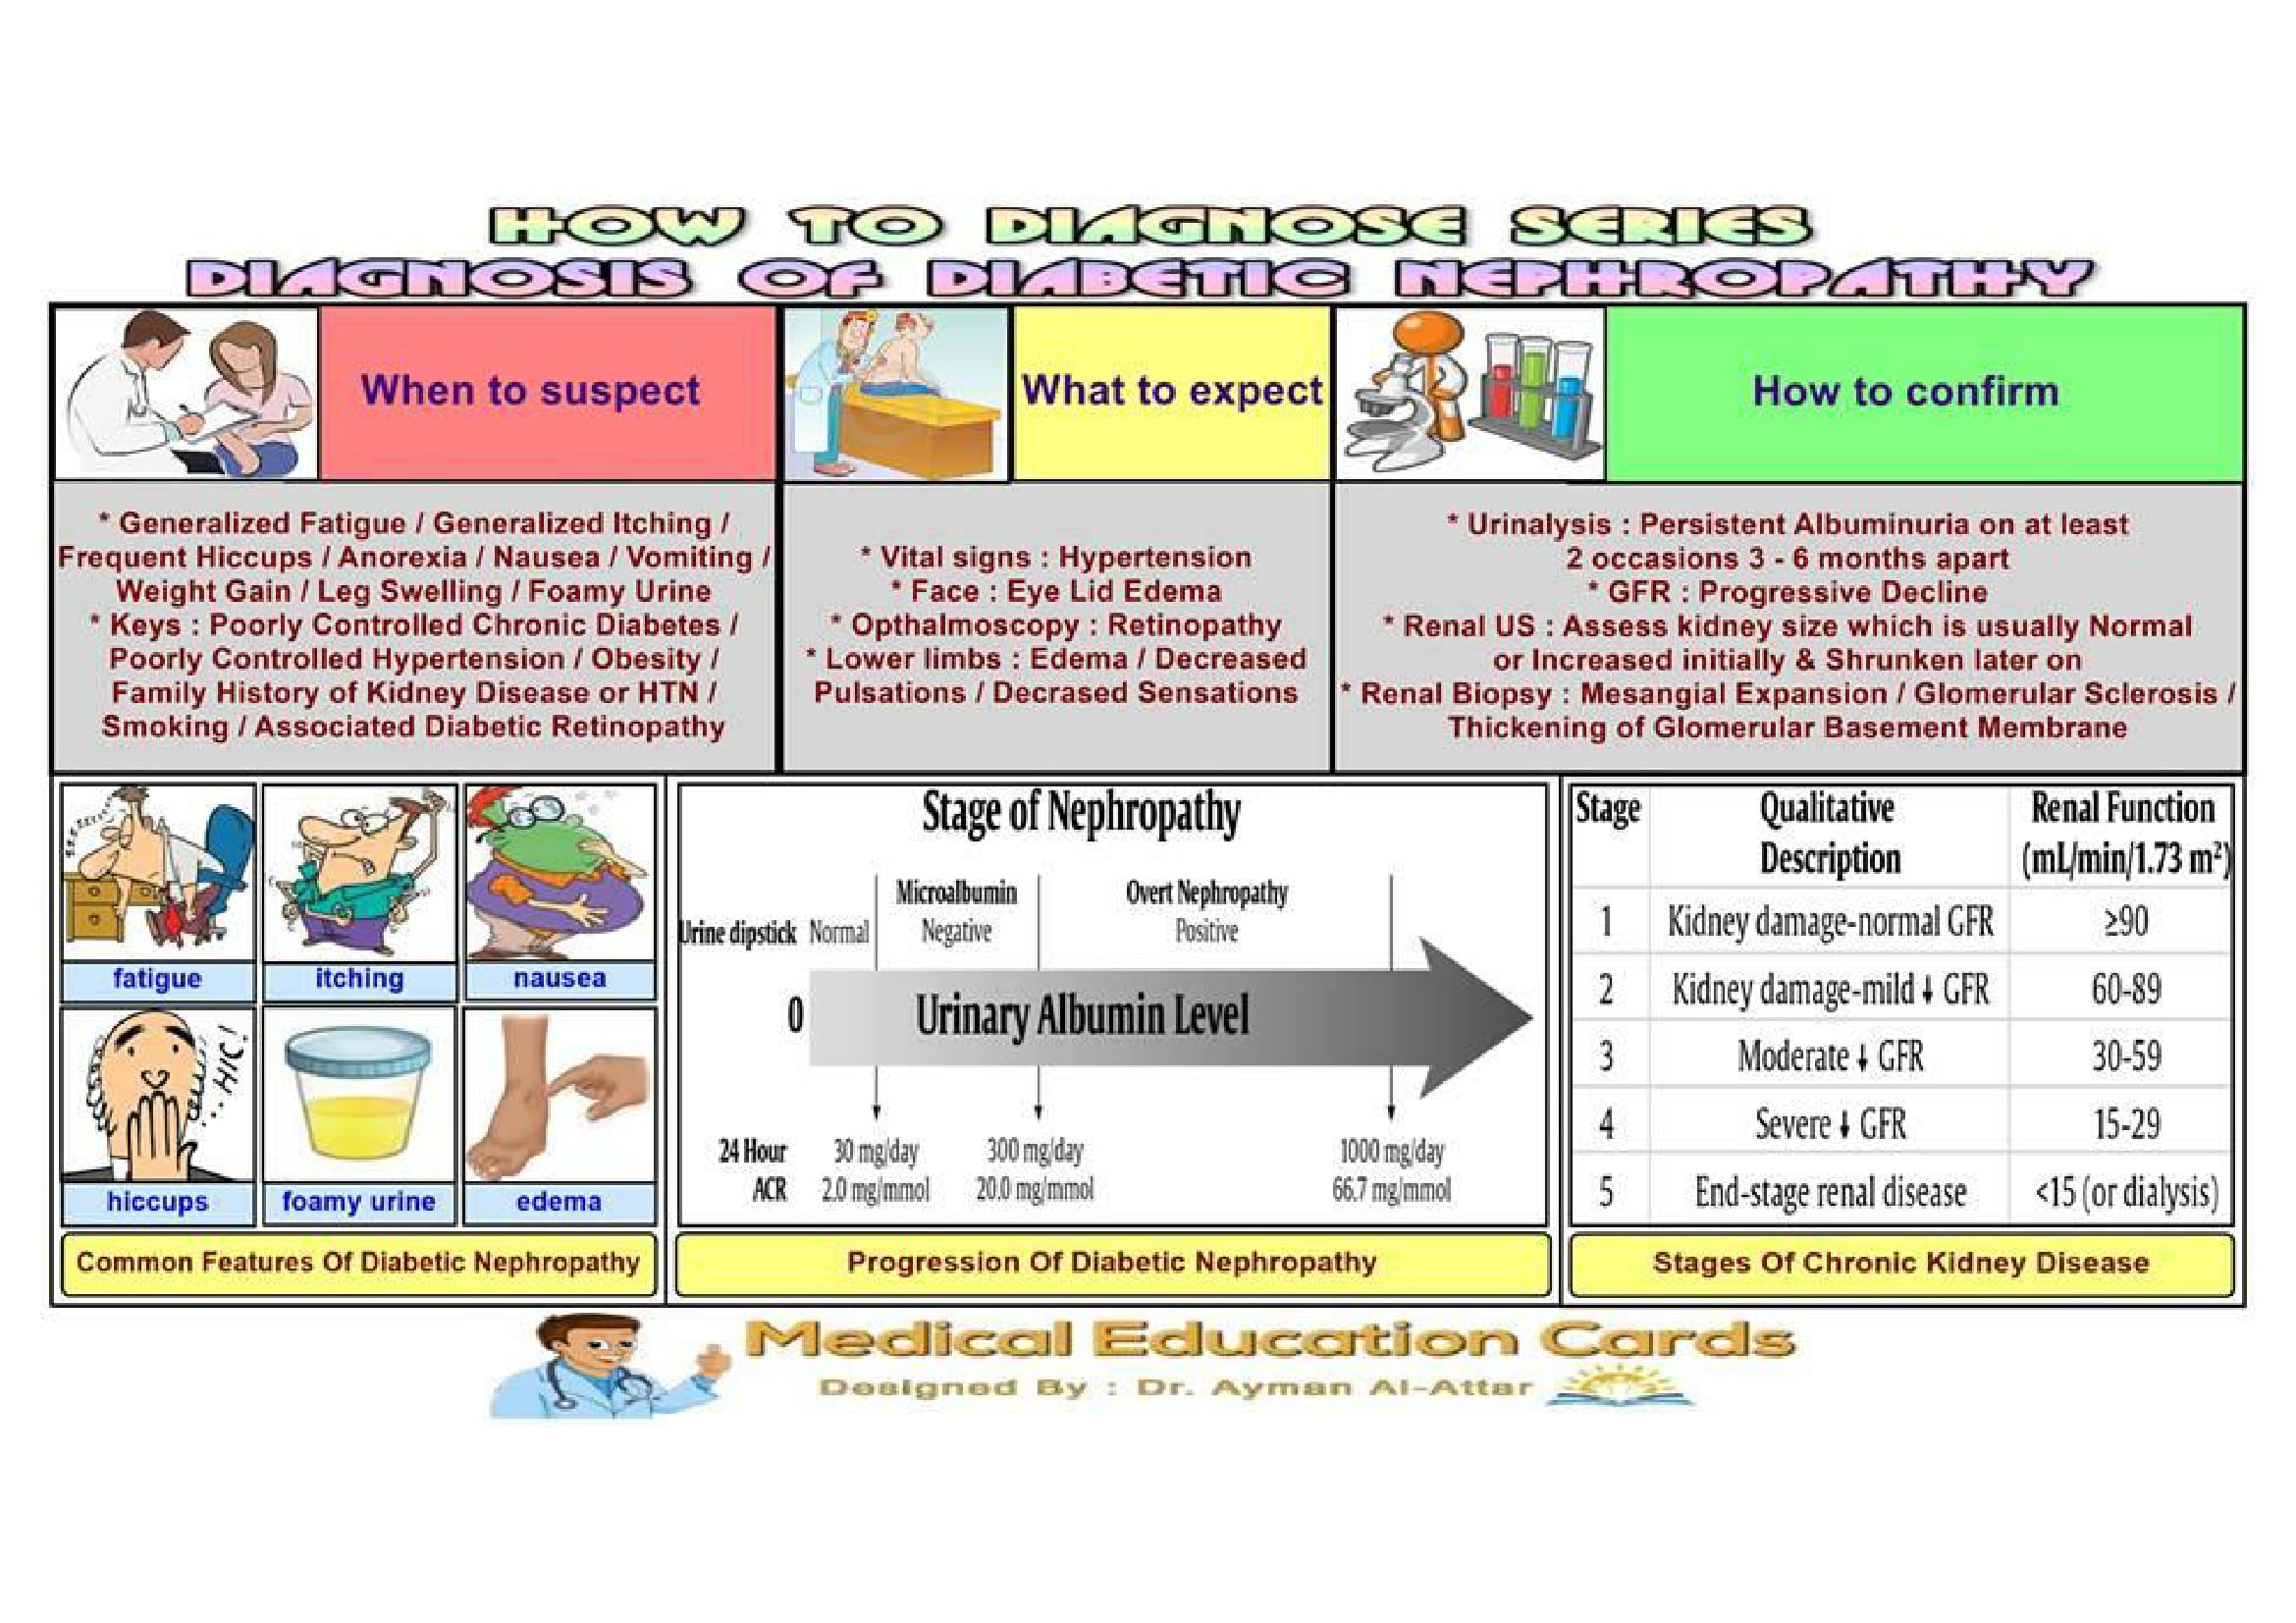 HOW TO DIAGNOSE SERIES
DIAGNOSIS OF DIABETIC NEPHROPATHY
When to suspect
* Generalized Fatigue / Generalized Itching /
Frequent Hiccups / Anorexia / Nausea / Vomiting /
Weight Gain / Leg Swelling / Foamy Urine
* Keys : Poorly Controlled Chronic Diabetes /
Poorly Controlled Hypertension / Obesity /
Family History of Kidney Disease or HTN /
Smoking / Associated Diabetic Retinopathy
What to expect
* Vital signs : Hypertension
* Face : Eye Lid Edema
* Opthalmoscopy : Retinopathy
* Lower limbs : Edema / Decreased
Pulsations / Decrased Sensations
How to confirm
* Urinalysis : Persistent Albuminuria on at least
2 occasions 3 - 6 months apart
* GFR : Progressive Decline
* Renal US : Assess kidney size which is usually Normal
or Increased initially & Shrunken later on
* Renal Biopsy : Mesangial Expansion / Glomerular Sclerosis /
Thickening of Glomerular Basement Membrane
fatigue
itching
nausea
...HIC!
hiccups
foamy urine
edema
Common Features Of Diabetic Nephropathy
Stage of Nephropathy
Microalbumin Overt Nephropathy
Urine dipstick Normal Negative Positive
0 Urinary Albumin Level
24 Hour 30 mg/day 300 mg/day 1000 mg/day
ACR 2.0 mg/mmol 20.0 mg/mmol 66.7 mg/mmol
Progression Of Diabetic Nephropathy
Stage Qualitative Renal Function
Description (mL/min/1.73 m²)
1 Kidney damage-normal GFR ≥90
2 Kidney damage-mild ↓ GFR 60-89
3 Moderate ↓ GFR 30-59
4 Severe ↓ GFR 15-29
5 End-stage renal disease <15 (or dialysis)
Stages Of Chronic Kidney Disease
Medical Education Cards
Designed By : Dr. Ayman Al-Attar